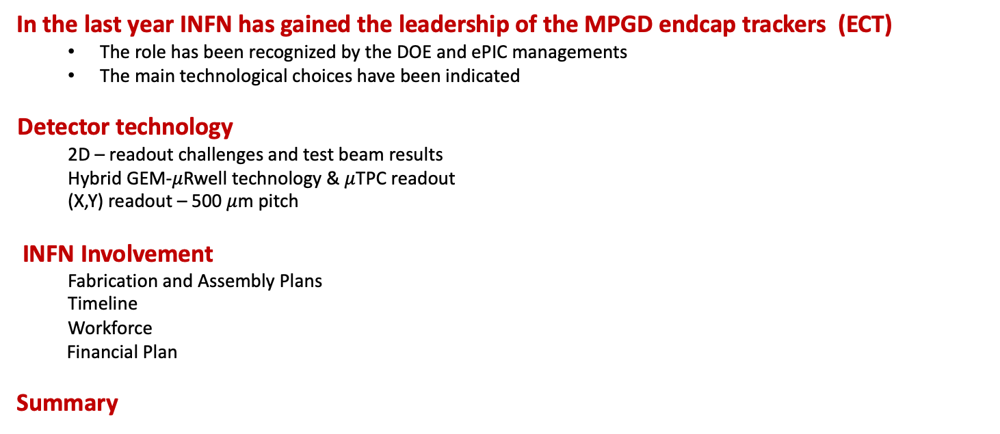 In the last year INFN has gained the leadership of the MPGD endcap trackers (ECT)
• The role has been recognized by the DOE and ePIC managements
• The main technological choices have been indicated
Detector technology
2D – readout challenges and test beam results
Hybrid GEM-𝜇Rwell technology & 𝜇TPC readout
(X,Y) readout – 500 𝜇m pitch
INFN Involvement
Fabrication and Assembly Plans
Timeline
Workforce
Financial Plan
Summary